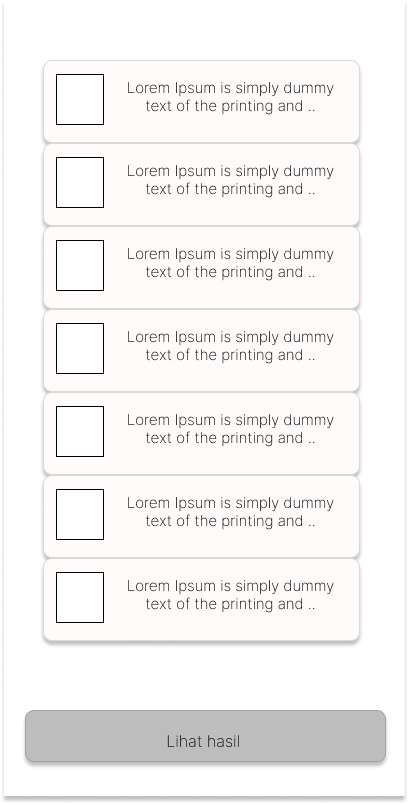 Lorem Ipsum is simply dummy
text of the printing and ..
Lorem Ipsum is simply dummy
text of the printing and ..
Lorem Ipsum is simply dummy
text of the printing and ..
Lorem Ipsum is simply dummy
text of the printing and ..
Lorem Ipsum is simply dummy
text of the printing and ..
Lorem Ipsum is simply dummy
text of the printing and ..
Lorem Ipsum is simply dummy
text of the printing and ..
Lihat hasil